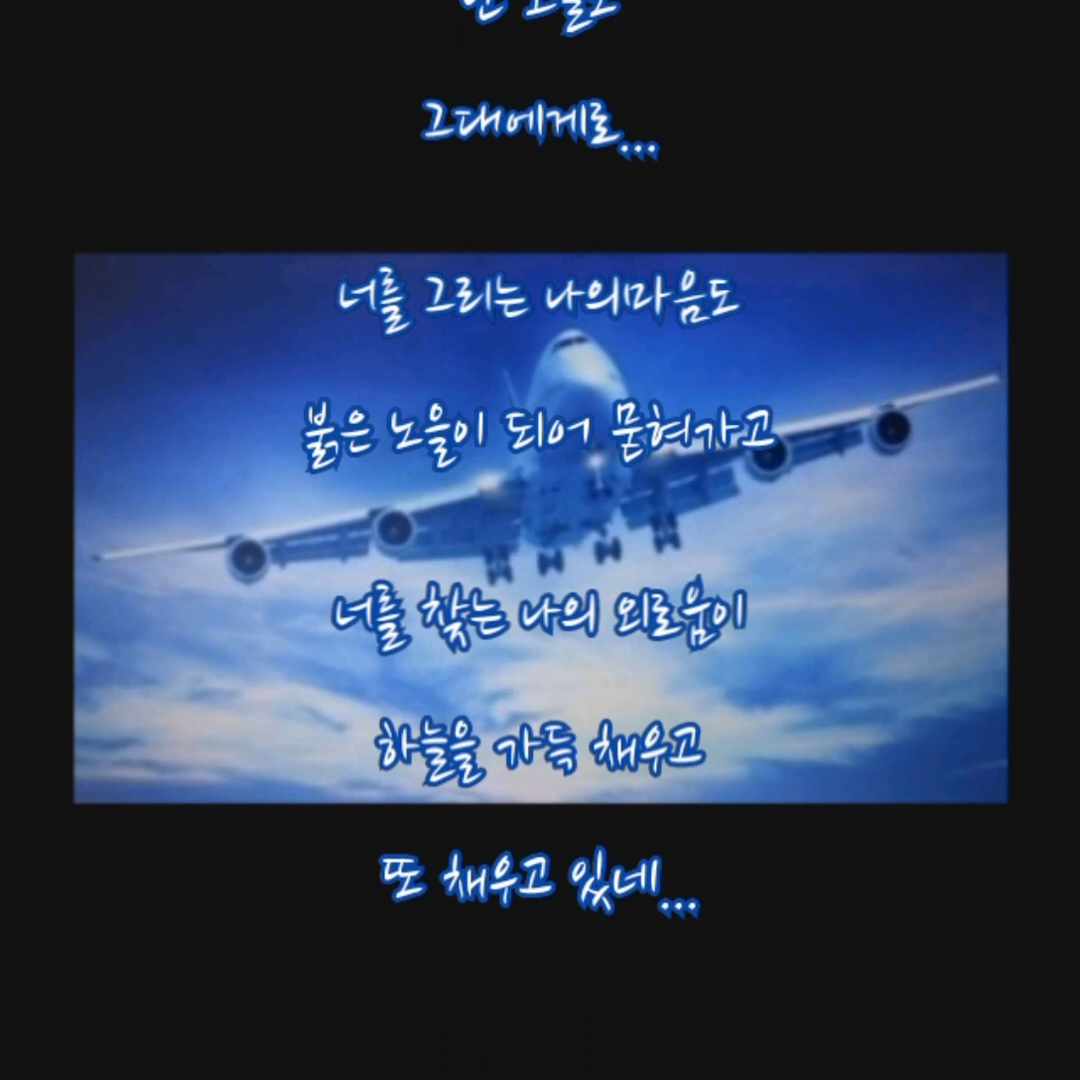 그대에게로...
너를 그리는 나의마음도
붉은 노을이 되어 묻혀가고
너를 찾는 나의 외로움이
하늘을 가득 채우고
또 채우고 있네...